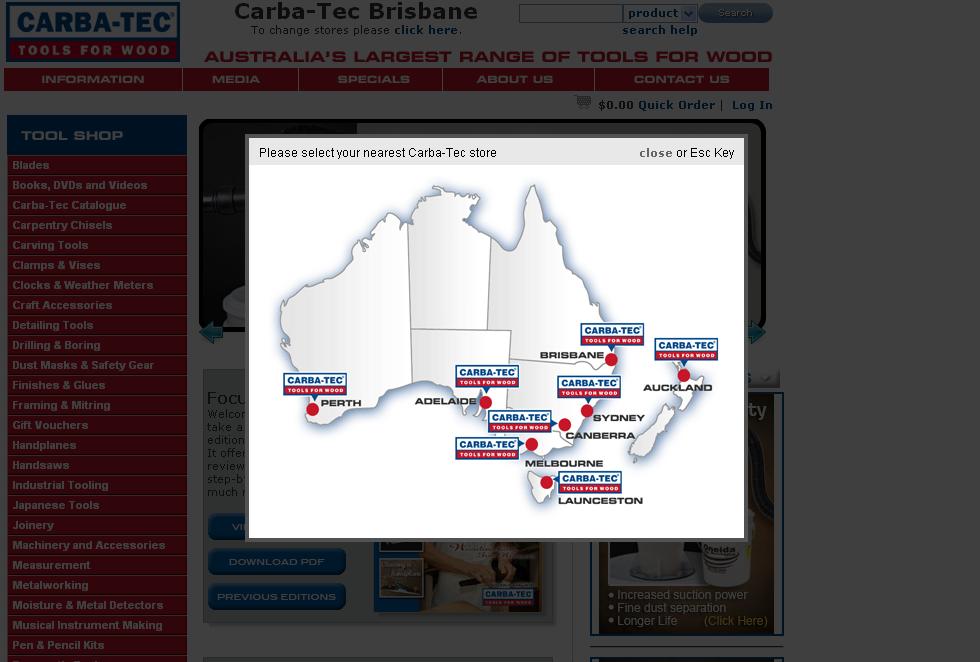 CARBA-TEC®
TOOLS FOR WOOD
Carba-Tec Brisbane
To change stores please click here.
product
Search
search help
AUSTRALIA'S LARGEST RANGE OF TOOLS FOR WOOD
INFORMATION
MEDIA
SPECIALS
ABOUT US
CONTACT US
$0.00 Quick Order | Log In
TOOL SHOP
Blades
Books, DVDs and Videos
Carba-Tec Catalogue
Carpentry Chisels
Carving Tools
Clamps & Vises
Clocks & Weather Meters
Craft Accessories
Detailing Tools
Drilling & Boring
Dust Masks & Safety Gear
Finishes & Glues
Framing & Mitring
Gift Vouchers
Handplanes
Handsaws
Industrial Tooling
Japanese Tools
Joinery
Machinery and Accessories
Measurement
Metalworking
Moisture & Metal Detectors
Musical Instrument Making
Pen & Pencil Kits
Please select your nearest Carba-Tec store
close or Esc Key
CARBA-TEC®
TOOLS FOR WOOD
BRISBANE
CARBA-TEC®
TOOLS FOR WOOD
AUCKLAND
CARBA-TEC®
TOOLS FOR WOOD
PERTH
CARBA-TEC®
TOOLS FOR WOOD
ADELAIDE
CARBA-TEC®
TOOLS FOR WOOD
SYDNEY
CARBA-TEC®
TOOLS FOR WOOD
CANBERRA
CARBA-TEC®
TOOLS FOR WOOD
MELBOURNE
CARBA-TEC®
TOOLS FOR WOOD
LAUNCESTON
Focu
Welcor
take a
edition
It offer
review
step-b
much r
VI
DOWNLOAD PDF
PREVIOUS EDITIONS
CARBA-TEC
ty
Oneida
• Increased suction power
• Fine dust separation
• Longer Life
(Click Here)